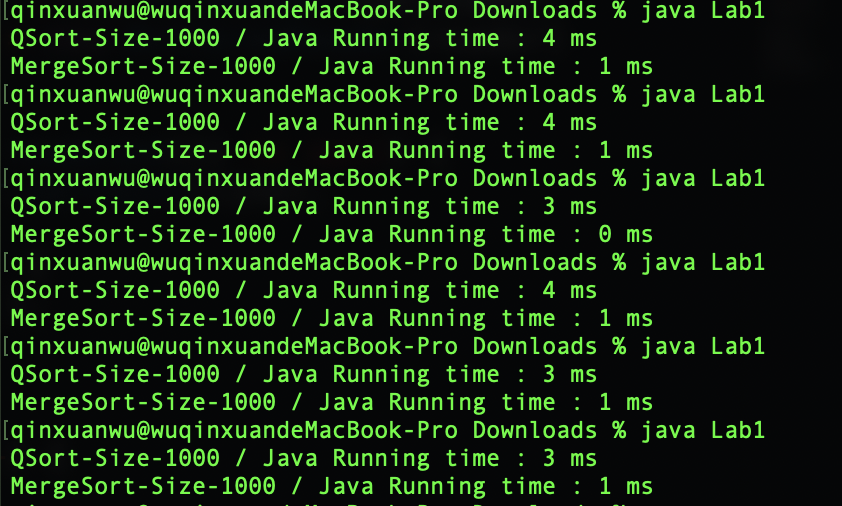 [qinxuanwu@wuqinxuandeMacBook-Pro Downloads % java Lab1
QSort-Size-1000 / Java Running time : 4 ms
MergeSort-Size-1000 / Java Running time : 1 ms
[qinxuanwu@wuqinxuandeMacBook-Pro Downloads % java Lab1
QSort-Size-1000 / Java Running time : 4 ms
MergeSort-Size-1000 / Java Running time : 1 ms
[qinxuanwu@wuqinxuandeMacBook-Pro Downloads % java Lab1
QSort-Size-1000 / Java Running time : 3 ms
MergeSort-Size-1000 / Java Running time : 0 ms
[qinxuanwu@wuqinxuandeMacBook-Pro Downloads % java Lab1
QSort-Size-1000 / Java Running time : 4 ms
MergeSort-Size-1000 / Java Running time : 1 ms
[qinxuanwu@wuqinxuandeMacBook-Pro Downloads % java Lab1
QSort-Size-1000 / Java Running time : 3 ms
MergeSort-Size-1000 / Java Running time : 1 ms
[qinxuanwu@wuqinxuandeMacBook-Pro Downloads % java Lab1
QSort-Size-1000 / Java Running time : 3 ms
MergeSort-Size-1000 / Java Running time : 1 ms